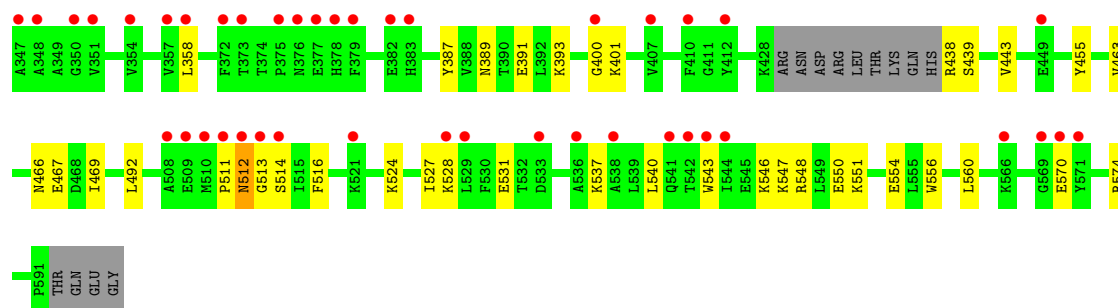 A347 A348 A349 G350 V351 V354 V357 L358 F372 T373 T374 P375 N376 E377 H378 F379 E382 H383 Y387 V388 N389 T390 E391 L392 K393 G400 K401 V407 F410 G411 Y412 K428 ARG ASN ASP ARG LEU THR LYS GLN HIS R438 S439 V443 E449 Y455
N466 E467 D468 I469 L492 A508 E509 M510 P511 N512 G513 S514 I515 F516 K521 K524 I527 K528 L529 F530 E531 T532 D533 A536 K537 A538 L539 L540 Q541 T542 W543 I544 E545 K546 K547 R548 L549 E550 K551 E554 L555 W556 L560 K566 G569 E570 Y571
P591 THR GLN GLU GLY